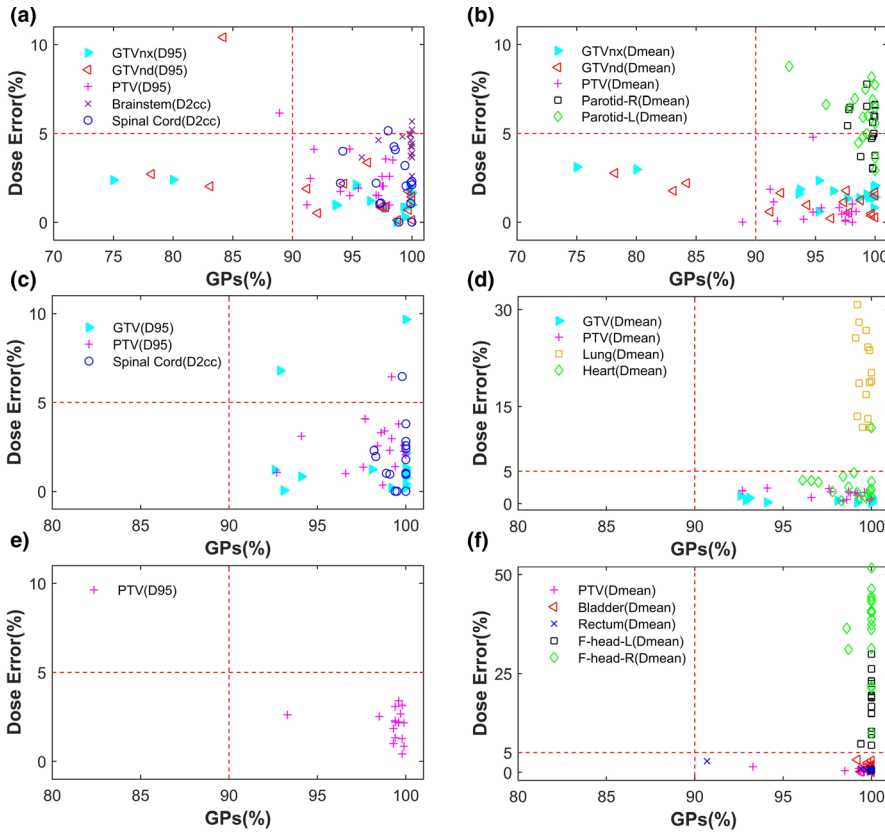 (a)
10
5
0
Dose Error(%)
GTVnx(D95)
GTVnd(D95)
PTV(D95)
Brainstem(D2cc)
Spinal Cord(D2cc)
70 75 80 85 90 95 100
GPs(%)
(b)
10
5
0
Dose Error(%)
GTVnx(Dmean)
GTVnd(Dmean)
PTV(Dmean)
Parotid-R(Dmean)
Parotid-L(Dmean)
70 75 80 85 90 95 100
GPs(%)
(c)
10
5
0
Dose Error(%)
GTV(D95)
PTV(D95)
Spinal Cord(D2cc)
80 85 90 95 100
GPs(%)
(d)
30
15
5
0
Dose Error(%)
GTV(Dmean)
PTV(Dmean)
Lung(Dmean)
Heart(Dmean)
80 85 90 95 100
GPs(%)
e)
10
5
0
Dose Error(%)
PTV(D95)
80 85 90 95 100
GPs(%)
(f)
50
25
5
0
Dose Error(%)
PTV(Dmean)
Bladder(Dmean)
Rectum(Dmean)
F-head-L(Dmean)
F-head-R(Dmean)
80 85 90 95 100
GPs(%)